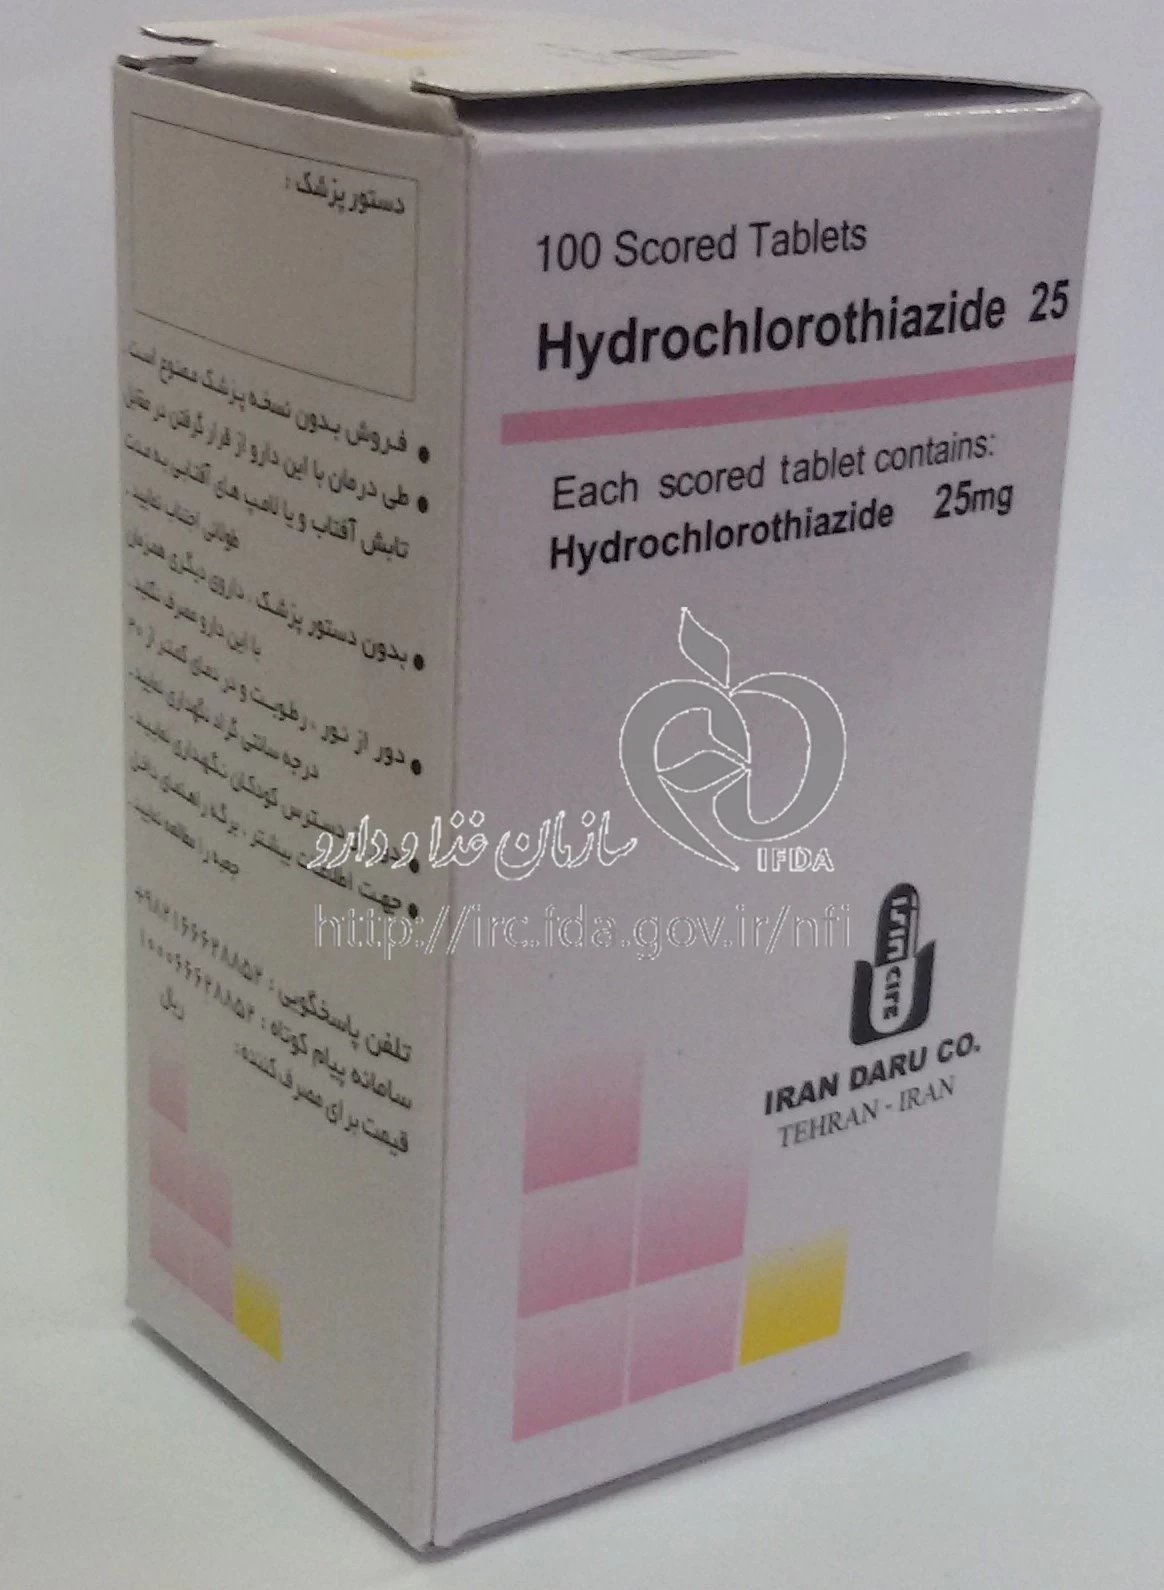 100 Scored Tablets
Hydrochlorothiazide 25
Each scored tablet contains:
Hydrochlorothiazide 25mg
iran
cire
IRAN DARU CO.
TEHRAN - IRAN
دستور پزشک :
• فروش بدون نسخه پزشک ممنوع است
• طی درمان با این دارو از قرار گرفتن در مقابل
تابش آفتاب و یا لامپ های آفتابی به مدت
طولانی اجتناب نمایید.
• بدون دستور پزشک ، داروی دیگری همزمان
با این دارو مصرف نکنید.
• دور از نور ، رطوبت و در دمای کمتر از ۳۰
درجه سانتی گراد نگهداری نمایید.
• دور از دسترس کودکان نگهداری نمایید.
• جهت اطلاعات بیشتر ، برگه راهنمای داخل
جعبه را مطالعه نمایید.
تلفن پاسخگویی :
سامانه پیام کوتاه :
قیمت برای مصرف کننده: ریال
سازمان غذا و دارو
IFDA
http://irc.fda.gov.ir/nfi